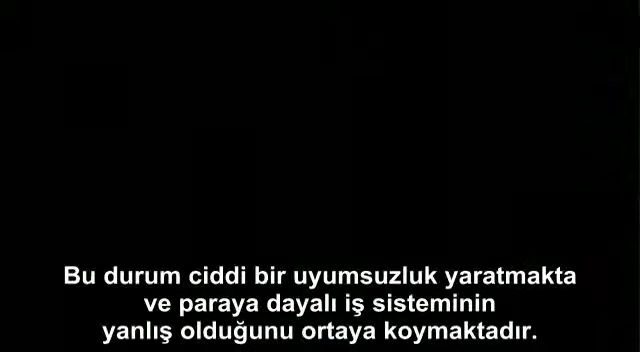 Bu durum ciddi bir uyumsuzluk yaratmakta
ve paraya dayalı iş sisteminin
yanlış olduğunu ortaya koymaktadır.